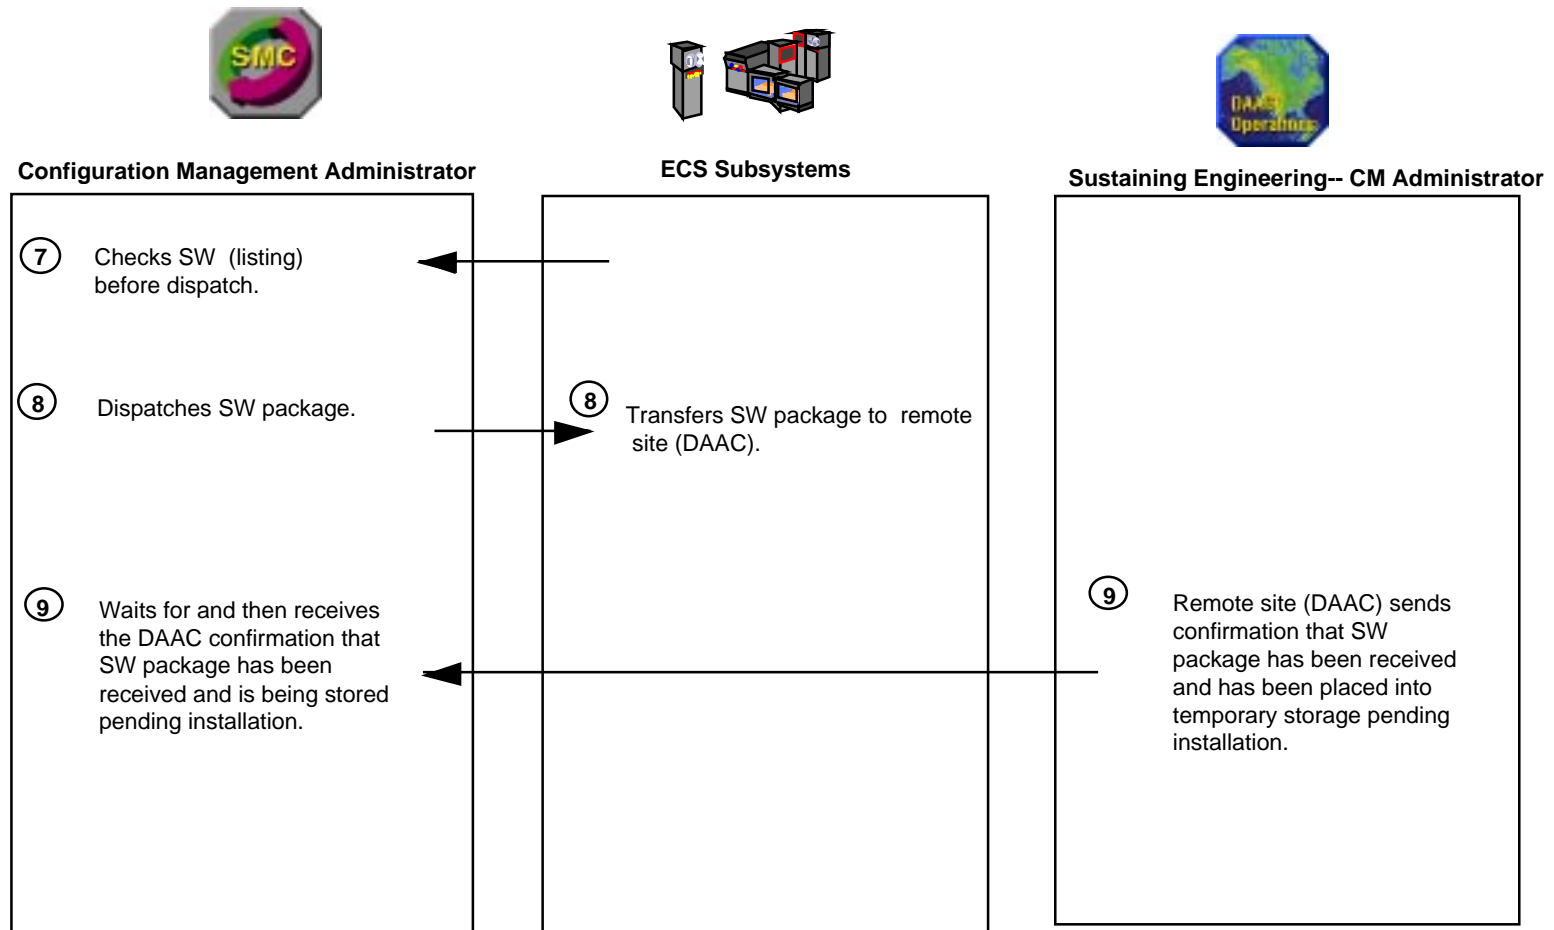 SMC
DAAC
Operations
Configuration Management Administrator
ECS Subsystems
Sustaining Engineering-- CM Administrator
7
Checks SW (listing)
before dispatch.
8
Dispatches SW package.
8
Transfers SW package to remote
site (DAAC).
9
Waits for and then receives
the DAAC confirmation that
SW package has been
received and is being stored
pending installation.
9
Remote site (DAAC) sends
confirmation that SW
package has been received
and has been placed into
temporary storage pending
installation.